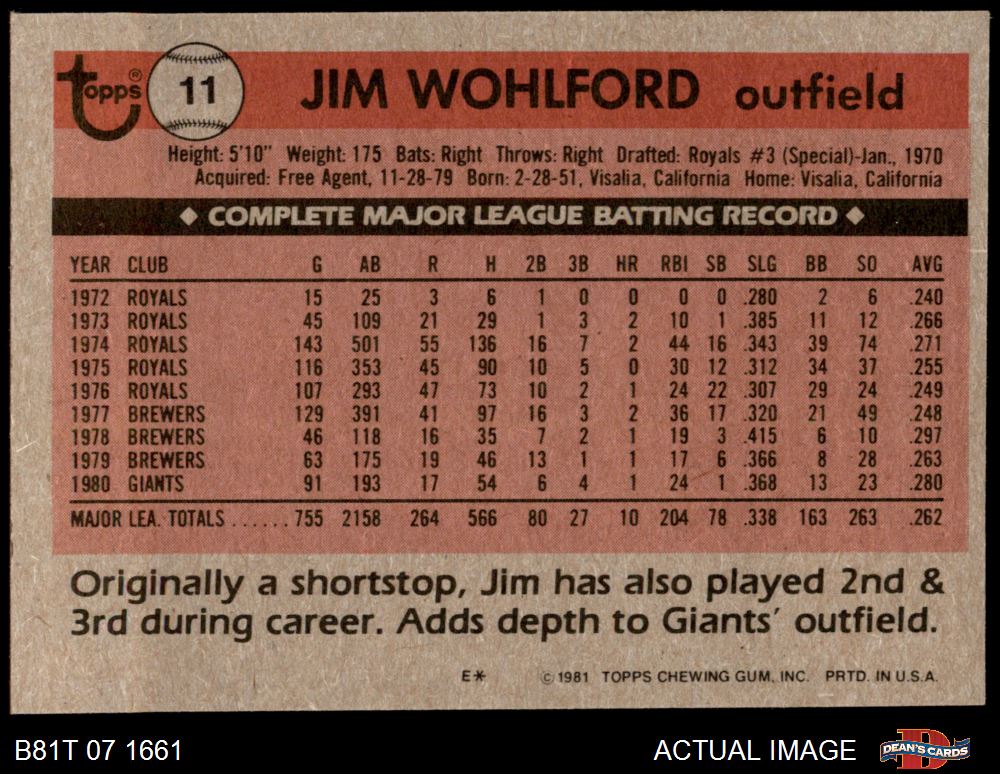 topps® 11 JIM WOHLFORD outfield
Height: 5'10" Weight: 175 Bats: Right Throws: Right Drafted: Royals #3 (Special)-Jan., 1970
Acquired: Free Agent, 11-28-79 Born: 2-28-51, Visalia, California Home: Visalia, California
◆ COMPLETE MAJOR LEAGUE BATTING RECORD ◆
YEAR CLUB G AB R H 2B 3B HR RBI SB SLG BB SO AVG
1972 ROYALS 15 25 3 6 1 0 0 0 0 .280 2 6 .240
1973 ROYALS 45 109 21 29 1 3 2 10 1 .385 11 12 .266
1974 ROYALS 143 501 55 136 16 7 2 44 16 .343 39 74 .271
1975 ROYALS 116 353 45 90 10 5 0 30 12 .312 34 37 .255
1976 ROYALS 107 293 47 73 10 2 1 24 22 .307 29 24 .249
1977 BREWERS 129 391 41 97 16 3 2 36 17 .320 21 49 .248
1978 BREWERS 46 118 16 35 7 2 1 19 3 .415 6 10 .297
1979 BREWERS 63 175 19 46 13 1 1 17 6 .366 8 28 .263
1980 GIANTS 91 193 17 54 6 4 1 24 1 .368 13 23 .280
MAJOR LEA. TOTALS ...... 755 2158 264 566 80 27 10 204 78 .338 163 263 .262
Originally a shortstop, Jim has also played 2nd &
3rd during career. Adds depth to Giants' outfield.
E* © 1981 TOPPS CHEWING GUM, INC. PRTD. IN U.S.A.
B81T 07 1661 ACTUAL IMAGE DEAN'S CARDS